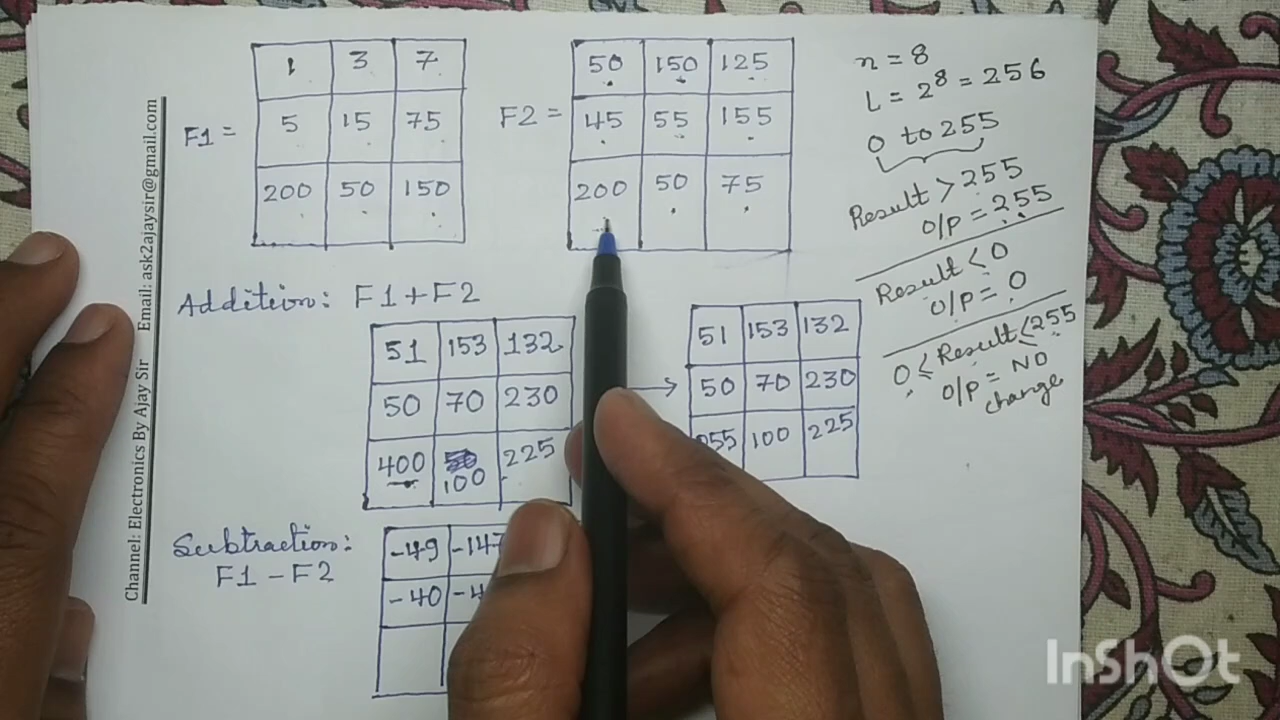 Channel: Electronics By Ajay Sir Email: ask2ajaysir@gmail.com
F1 =
1 3 7
5 15 75
200 50 150
F2 =
50 150 125
45 55 155
200 50 75
n = 8
L = 2^8 = 256
0 to 255
Result > 255
o/p = 255
Result < 0
o/p = 0
0 ≤ Result ≤ 255
o/p = NO
change
Addition: F1 + F2
51 153 132
50 70 230
400 100 225
→
51 153 132
50 70 230
255 100 225
Subtraction:
F1 - F2
-49 -147
-40
InShOt